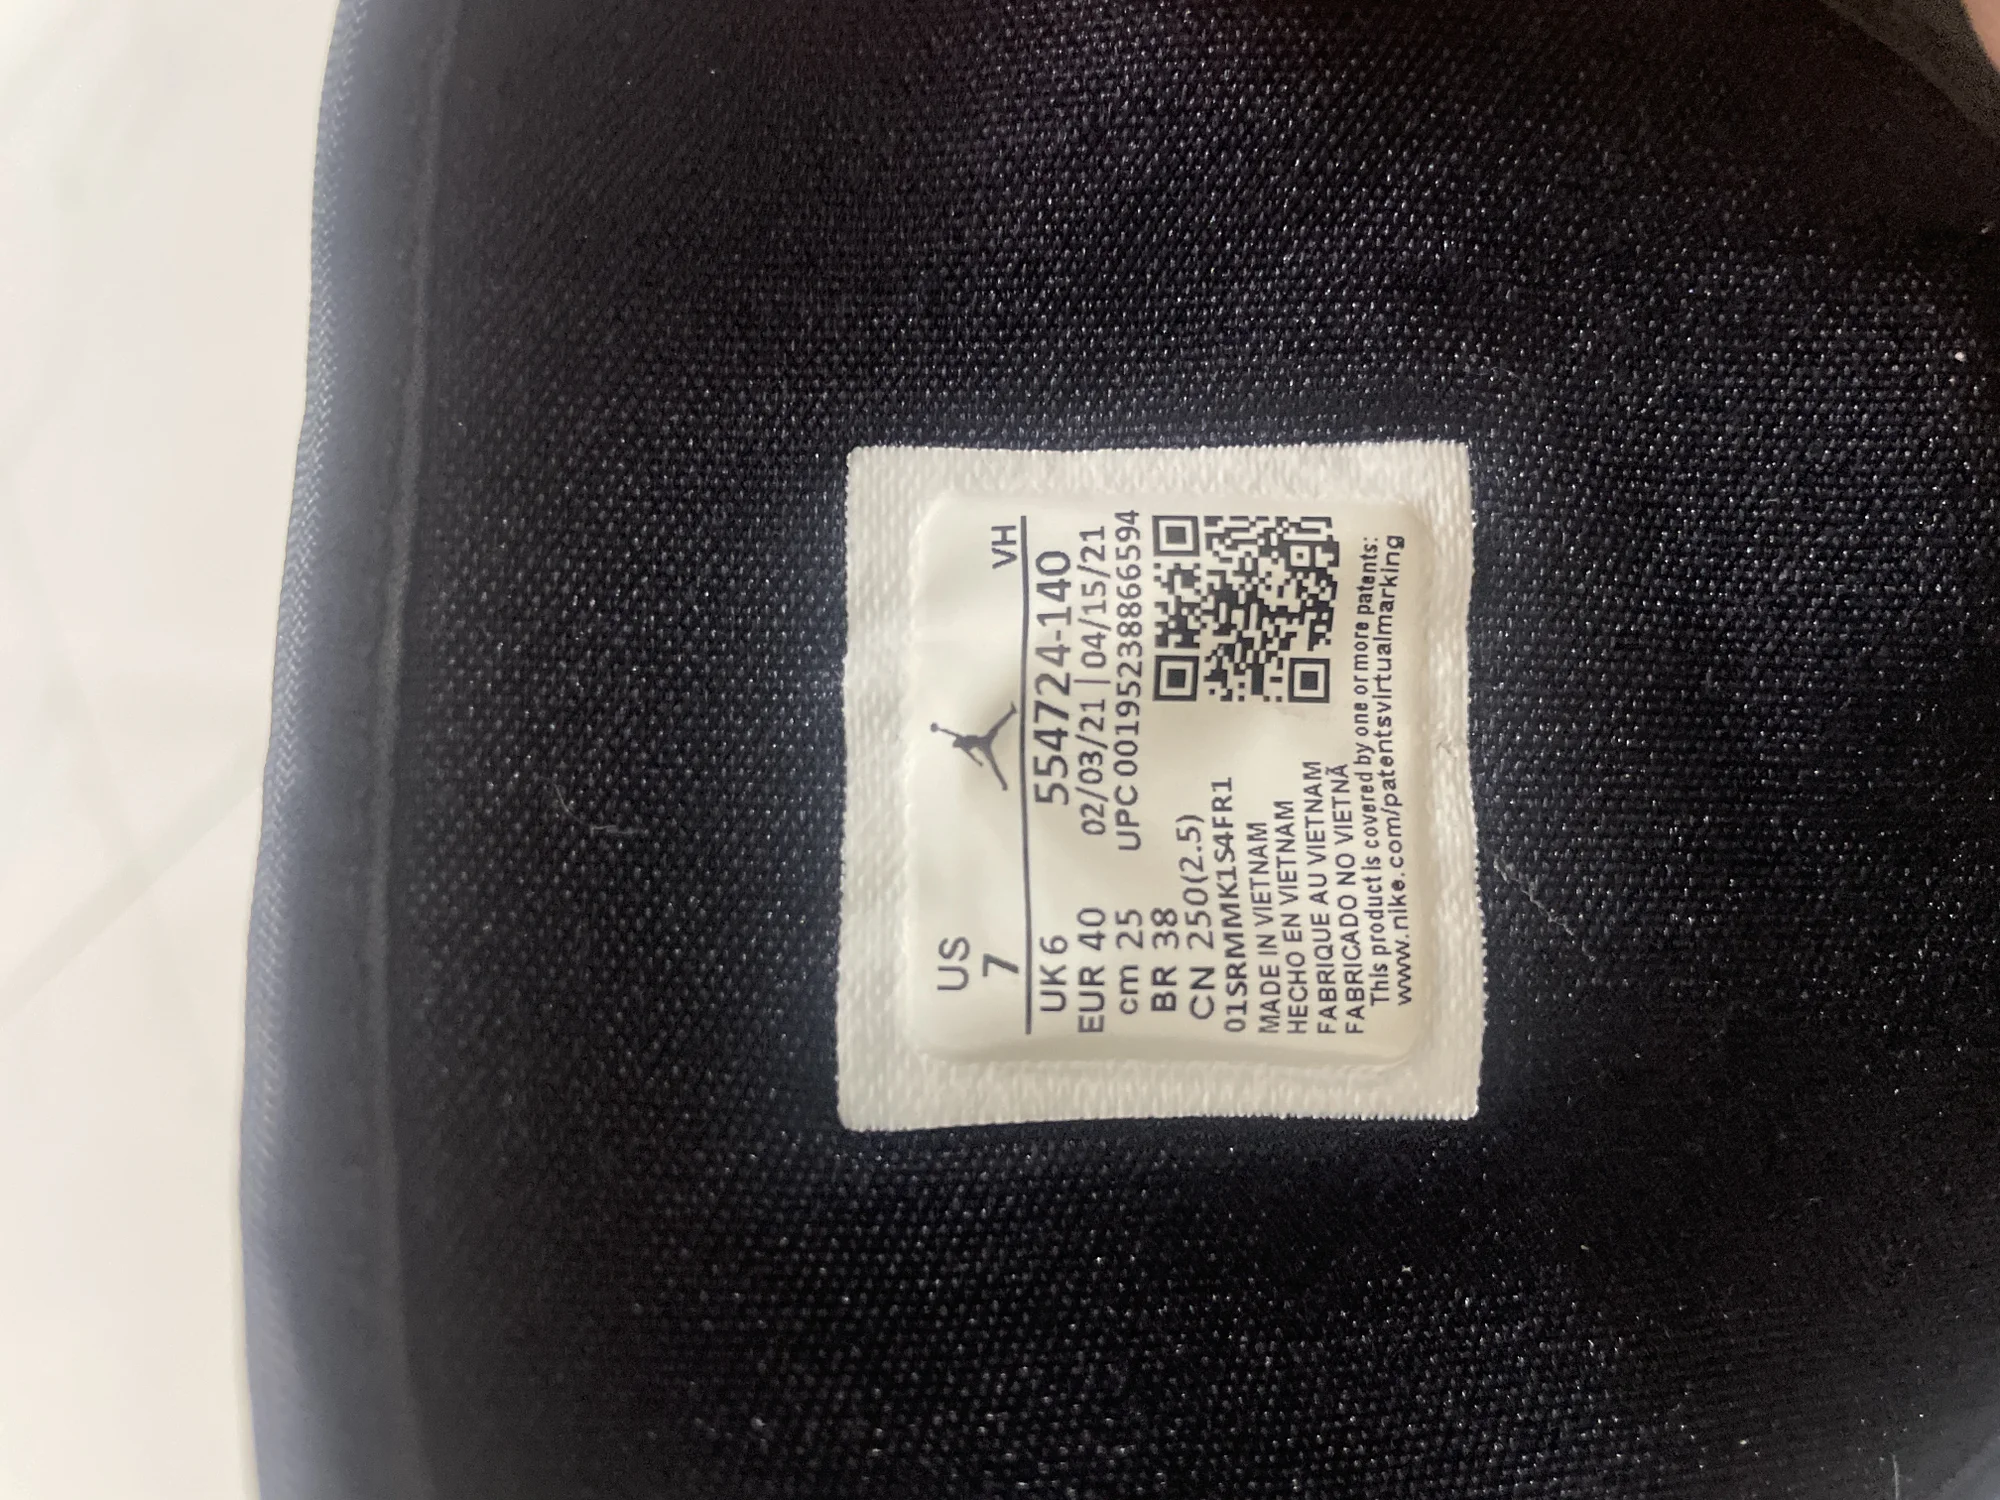 US
7
VH
UK 6
554724-140
EUR 40
02/03/21 | 04/15/21
cm 25
UPC 00195238866594
BR 38
CN 250(2.5)
01SRMMK1S4FR1
MADE IN VIETNAM
HECHO EN VIETNAM
FABRIQUE AU VIETNAM
FABRICADO NO VIETNÃ
This product is covered by one or more patents:
www.nike.com/patentsvirtualmarking